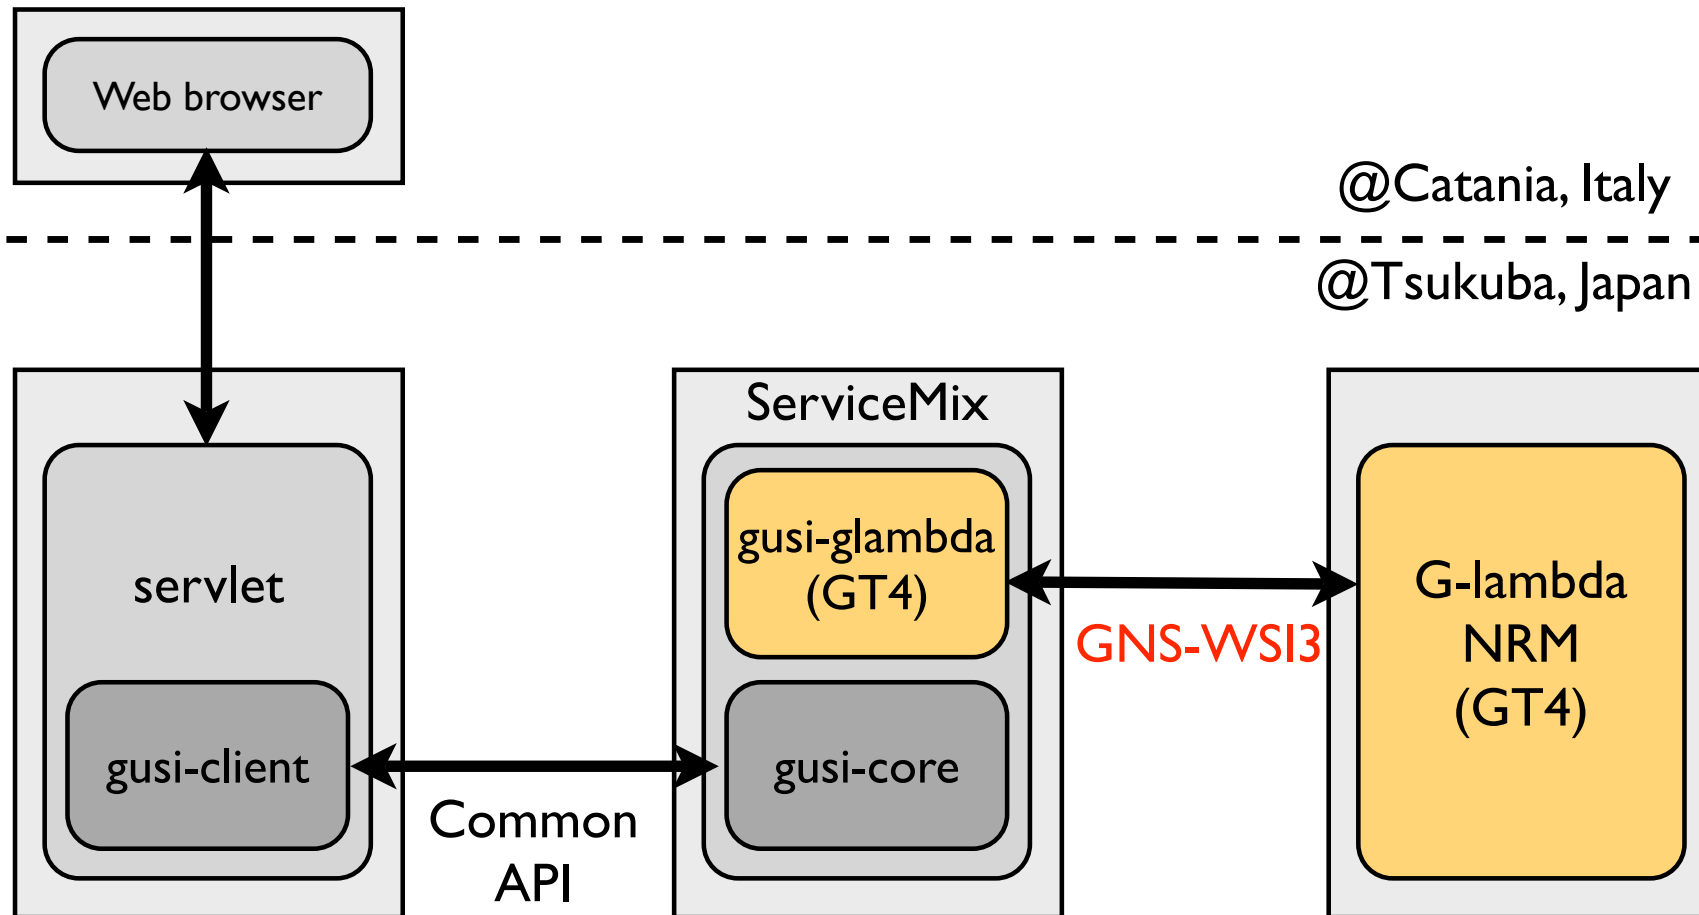 Web browser
@Catania, Italy
@Tsukuba, Japan
servlet
gusi-client
Common
API
ServiceMix
gusi-glambda
(GT4)
gusi-core
GNS-WSI3
G-lambda
NRM
(GT4)